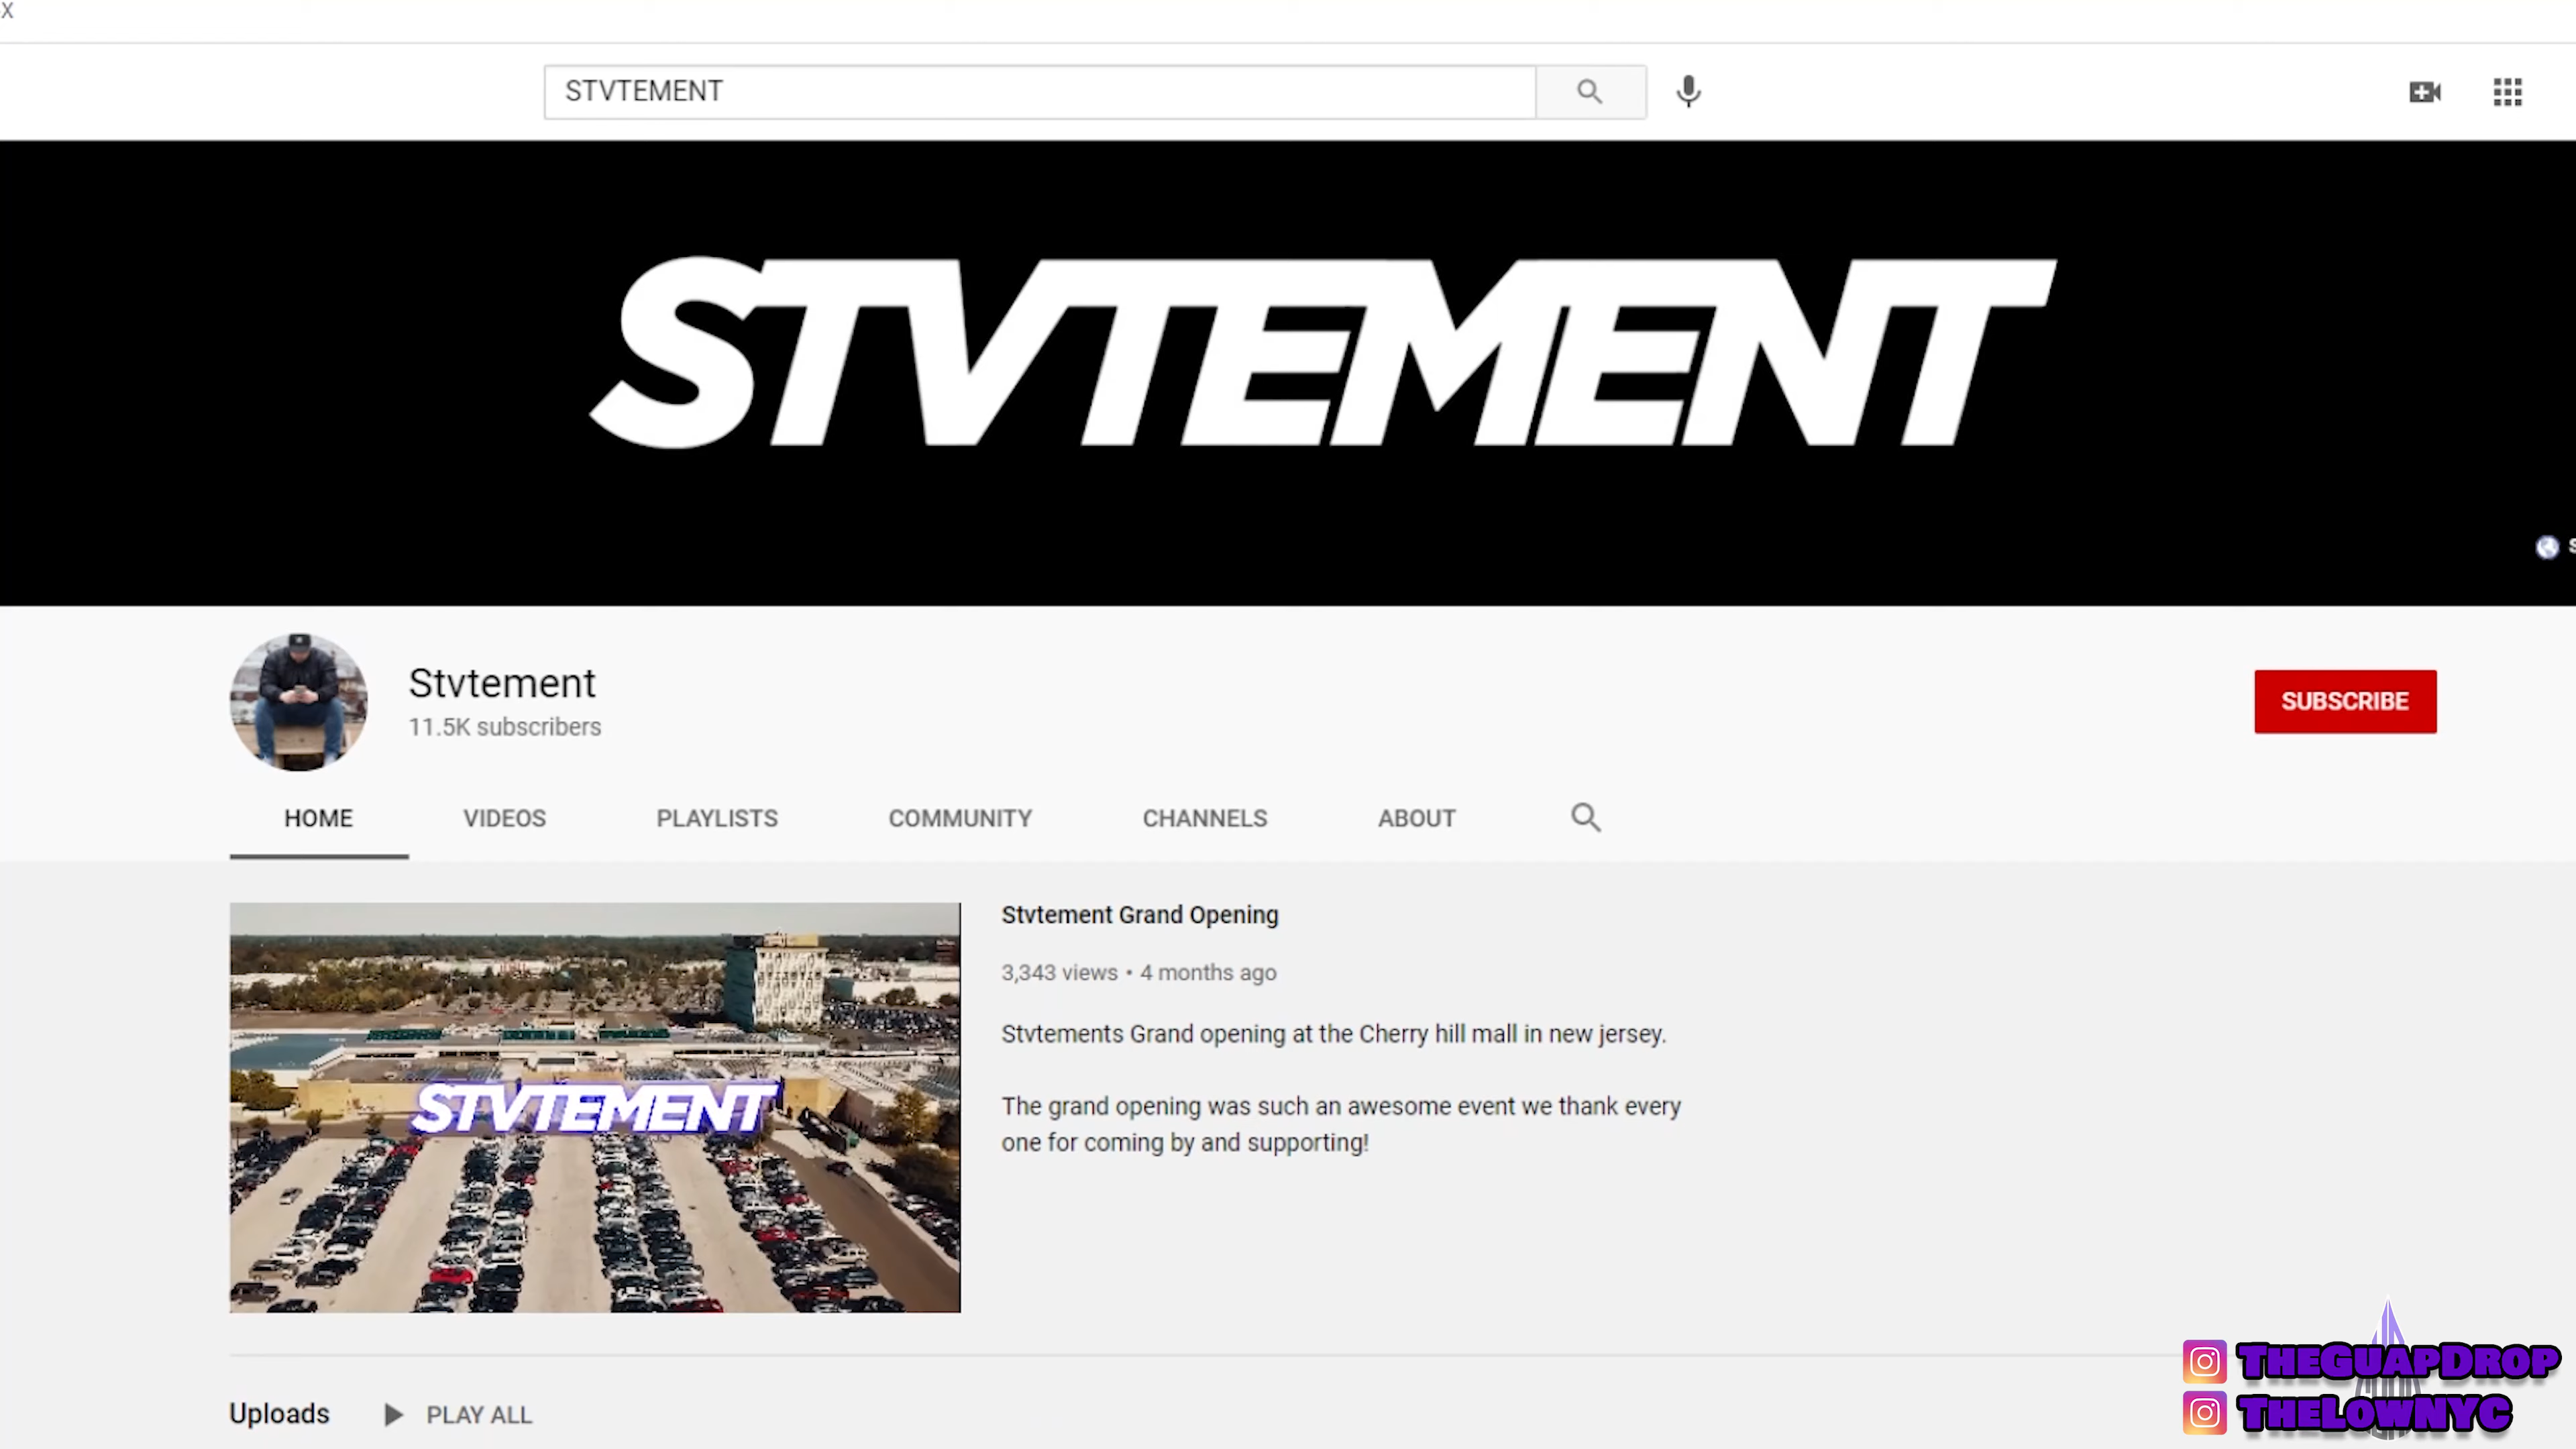 X
STVTEMENT
STVTEMENT
Stvtement
11.5K subscribers
SUBSCRIBE
HOME VIDEOS PLAYLISTS COMMUNITY CHANNELS ABOUT
Stvtement Grand Opening
3,343 views • 4 months ago
Stvtements Grand opening at the Cherry hill mall in new jersey.
The grand opening was such an awesome event we thank every
one for coming by and supporting!
STVTEMENT
Uploads PLAY ALL
TheGuapDrop
TheLowNYC